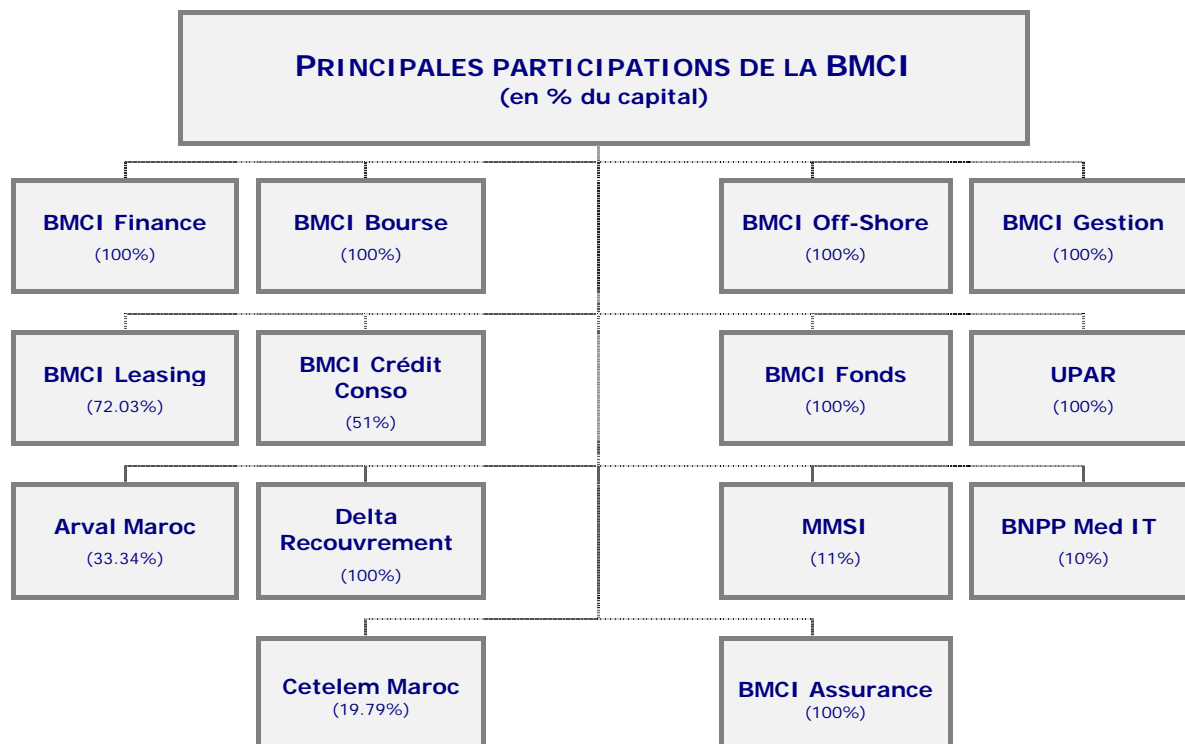 PRINCIPALES PARTICIPATIONS DE LA BMCI
(en % du capital)
BMCI Finance
(100%)
BMCI Bourse
(100%)
BMCI Off-Shore
(100%)
BMCI Gestion
(100%)
BMCI Leasing
(72.03%)
BMCI Crédit
Conso
(51%)
BMCI Fonds
(100%)
UPAR
(100%)
Arval Maroc
(33.34%)
Delta
Recouvrement
(100%)
MMSI
(11%)
BNPP Med IT
(10%)
Cetelem Maroc
(19.79%)
BMCI Assurance
(100%)